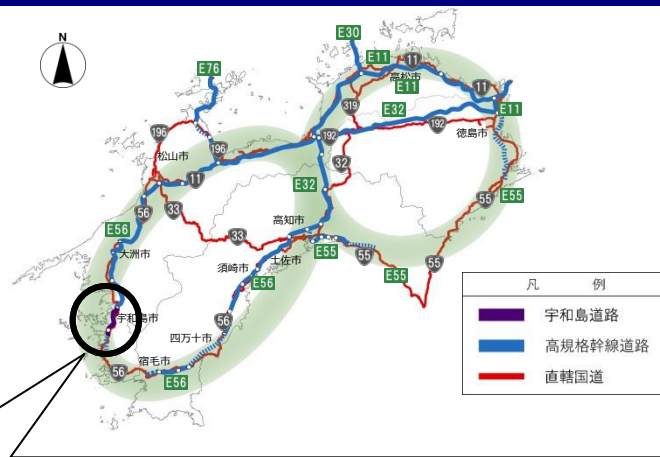 N
E30
E11
11
高松市
E76
E11
11
319
E32
E11
196
196
192
192
徳島市
松山市
11
32
E32
55
E55
56
33
高知市
E56
33
大洲市
須崎市
土佐市
E55
55
E55
55
E56
宇和島市
四万十市
56
宿毛市
56
E56
凡 例
宇和島道路
高規格幹線道路
直轄国道